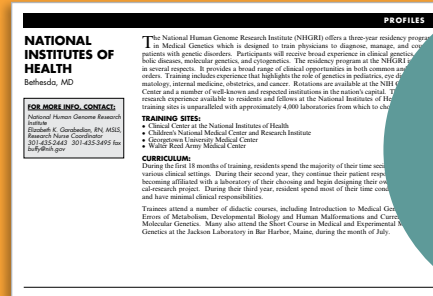 PROFILES
NATIONAL
INSTITUTES OF
HEALTH
Bethesda, MD
FOR MORE INFO, CONTACT:
National Human Genome Research
Institute
Elizabeth K. Garabedian, RN, MSLS,
Research Nurse Coordinator
301-435-2443 301-435-3495 fax
buffy@nih.gov
The National Human Genome Research Institute (NHGRI) offers a three-year residency program
in Medical Genetics which is designed to train physicians to diagnose, manage, and
patients with genetic disorders. Participants will receive broad experience in clinical genetics,
bolic diseases, molecular genetics, and cytogenetics. The residency program at the NHGRI is
in several respects. It provides a broad range of clinical opportunities in both common and
orders. Training includes experience that highlights the role of genetics in pediatrics, eye
matology, internal medicine, obstetrics, and cancer. Rotations are available at the NIH
Center and a number of well-known and respected institutions in the nation's capital.
research experience available to residents and fellows at the National Institutes of
training sites is unparalleled with approximately 4,000 laboratories from which to
TRAINING SITES:
• Clinical Center at the National Institutes of Health
• Children's National Medical Center and Research Institute
• Georgetown University Medical Center
• Walter Reed Army Medical Center
CURRICULUM:
During the first 18 months of training, residents spend the majority of their time
various clinical settings. During their second year, they continue their patient
becoming affiliated with a laboratory of their choosing and begin designing their
cal-research project. During their third year, resident spend most of their time
and have minimal clinical responsibilities.
Trainees attend a number of didactic courses, including Introduction to Medical
Errors of Metabolism, Developmental Biology and Human Malformations and
Genetics. Many also attend the Short Course in Medical and Experimental
Genetics at the Jackson Laboratory in Bar Harbor, Maine, during the month of July.